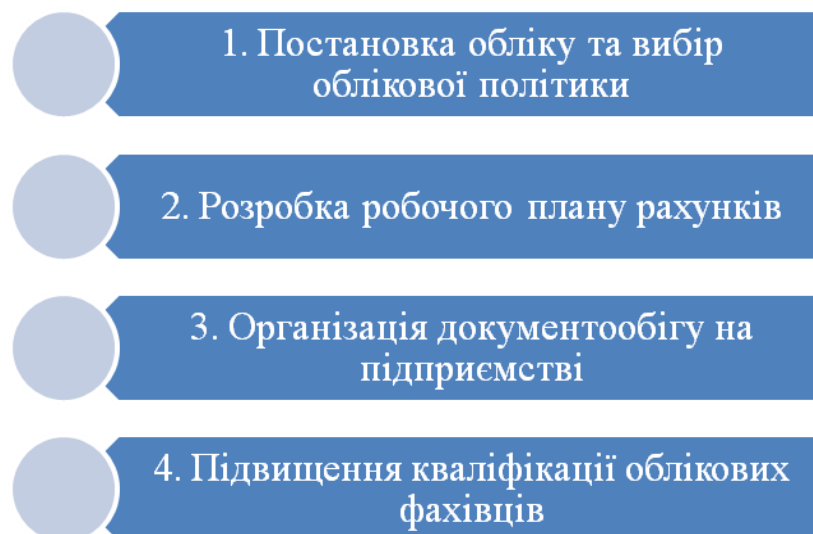 1. Постановка обліку та вибір
облікової політики
2. Розробка робочого плану рахунків
3. Організація документообігу на
підприємстві
4. Підвищення кваліфікації облікових
фахівців